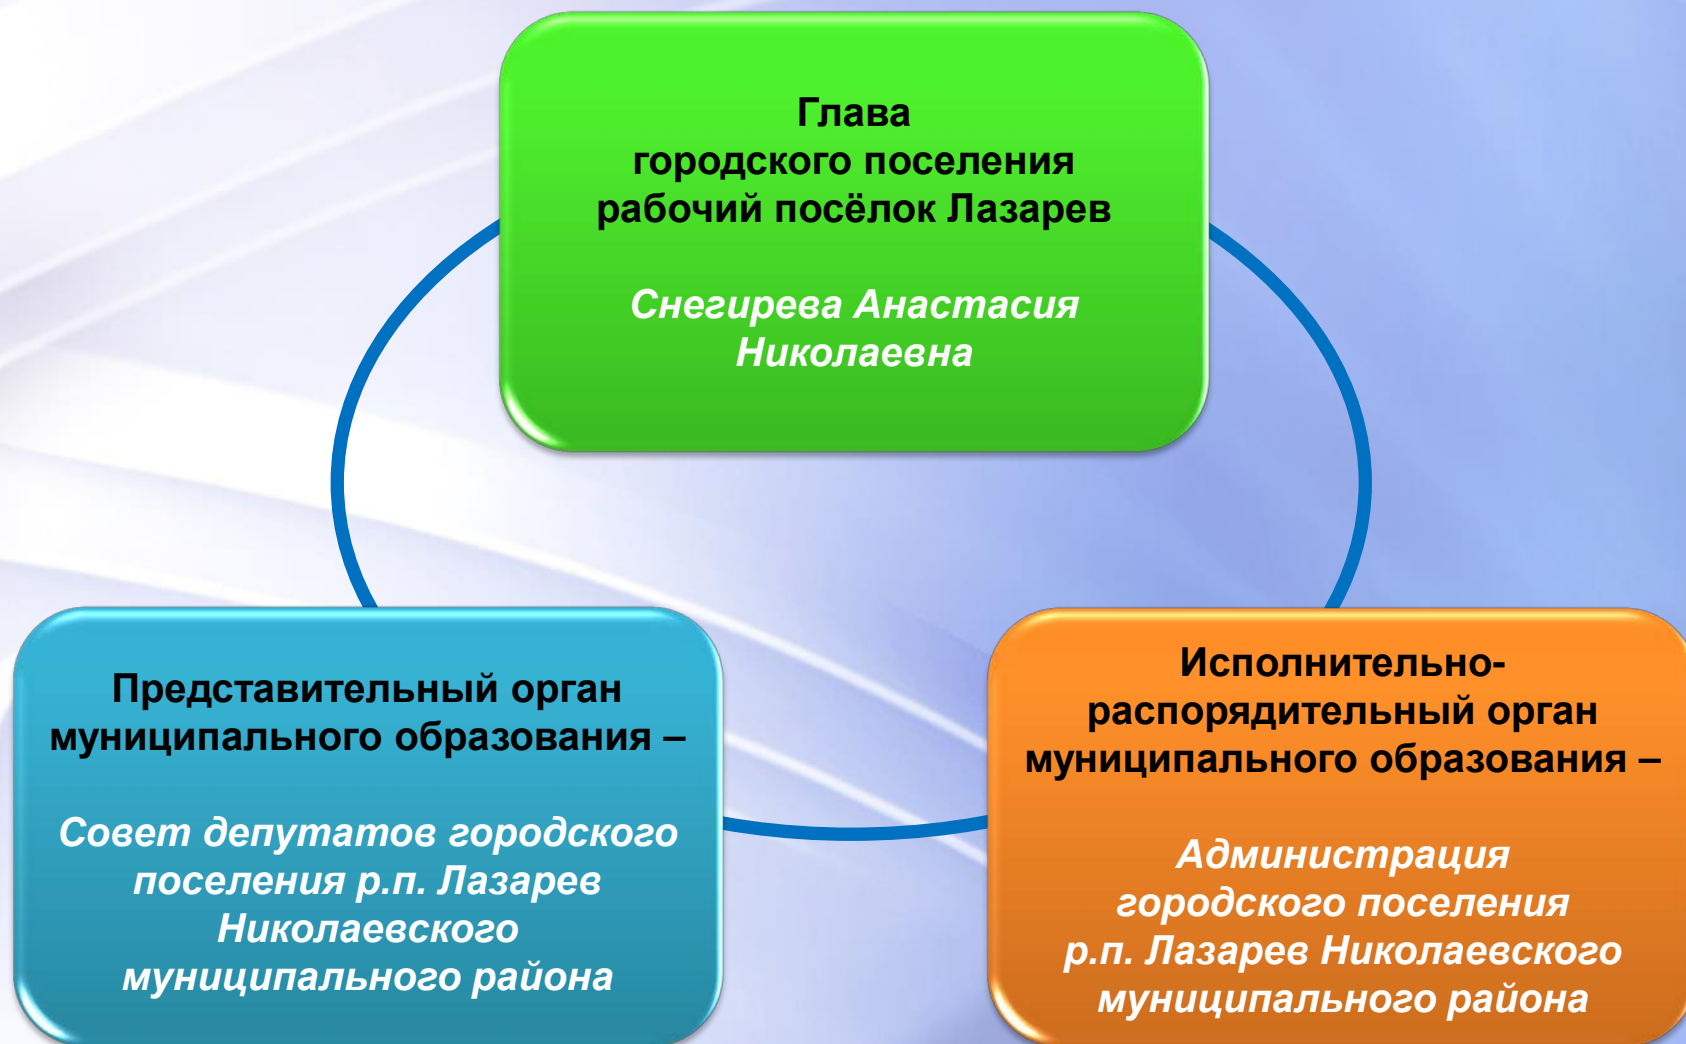 Глава
городского поселения
рабочий посёлок Лазарев
Снегирева Анастасия
Николаевна
Представительный орган
муниципального образования –
Совет депутатов городского
поселения р.п. Лазарев
Николаевского
муниципального района
Исполнительно-
распорядительный орган
муниципального образования –
Администрация
городского поселения
р.п. Лазарев Николаевского
муниципального района